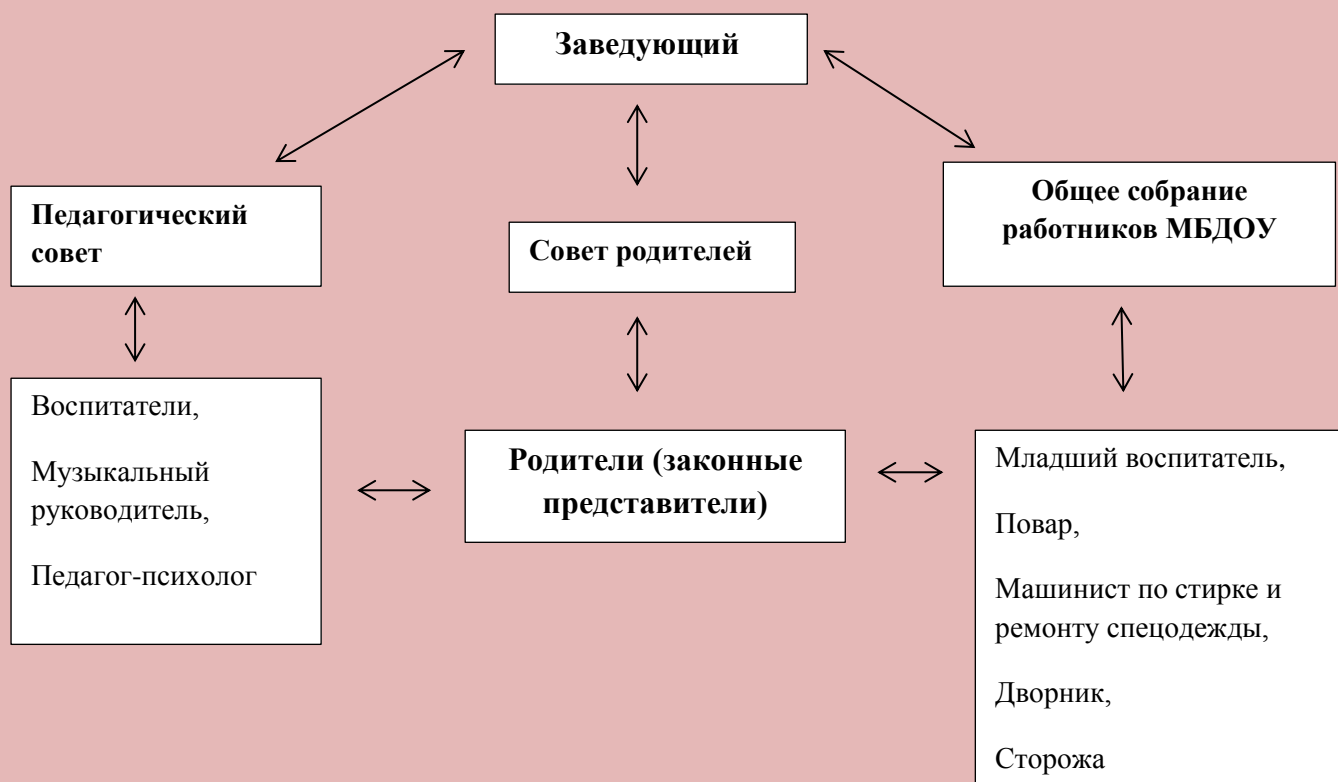 Заведующий
Педагогический
совет
Совет родителей
Общее собрание
работников МБДОУ
Воспитатели,
Музыкальный
руководитель,
Педагог-психолог
Родители (законные
представители)
Младший воспитатель,
Повар,
Машинист по стирке и
ремонту спецодежды,
Дворник,
Сторожа